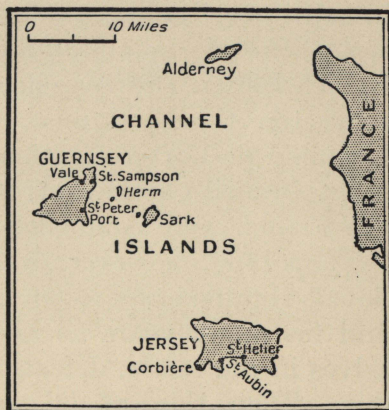 0 10 Miles
Alderney
CHANNEL
GUERNSEY
Vale
St. Sampson
Herm
St Peter
Port
Sark
ISLANDS
FRANCE
JERSEY
St Helier
Corbière
St Aubin